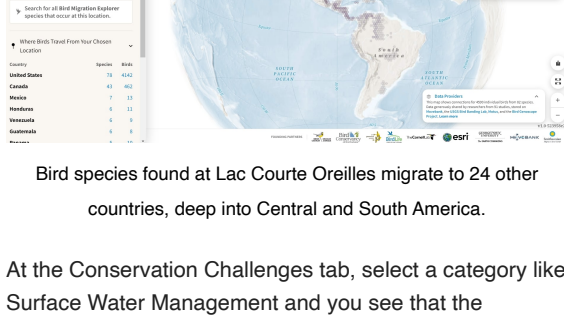 Search for all Bird Migration Explorer
species that occur at this location.
Where Birds Travel From Your Chosen
Location
Country Species Birds
United States 78 4142
Canada 43 462
Mexico 7 13
Honduras 6 11
Venezuela 6 9
Guatemala 6 8
SOUTH
PACIFIC
OCEAN
South
America
SOUTH
ATLANTIC
OCEAN
Data Providers
esri
MOVEBANK
Bird species found at Lac Courte Oreilles migrate to 24 other
countries, deep into Central and South America.
At the Conservation Challenges tab, select a category like
Surface Water Management and you see that the